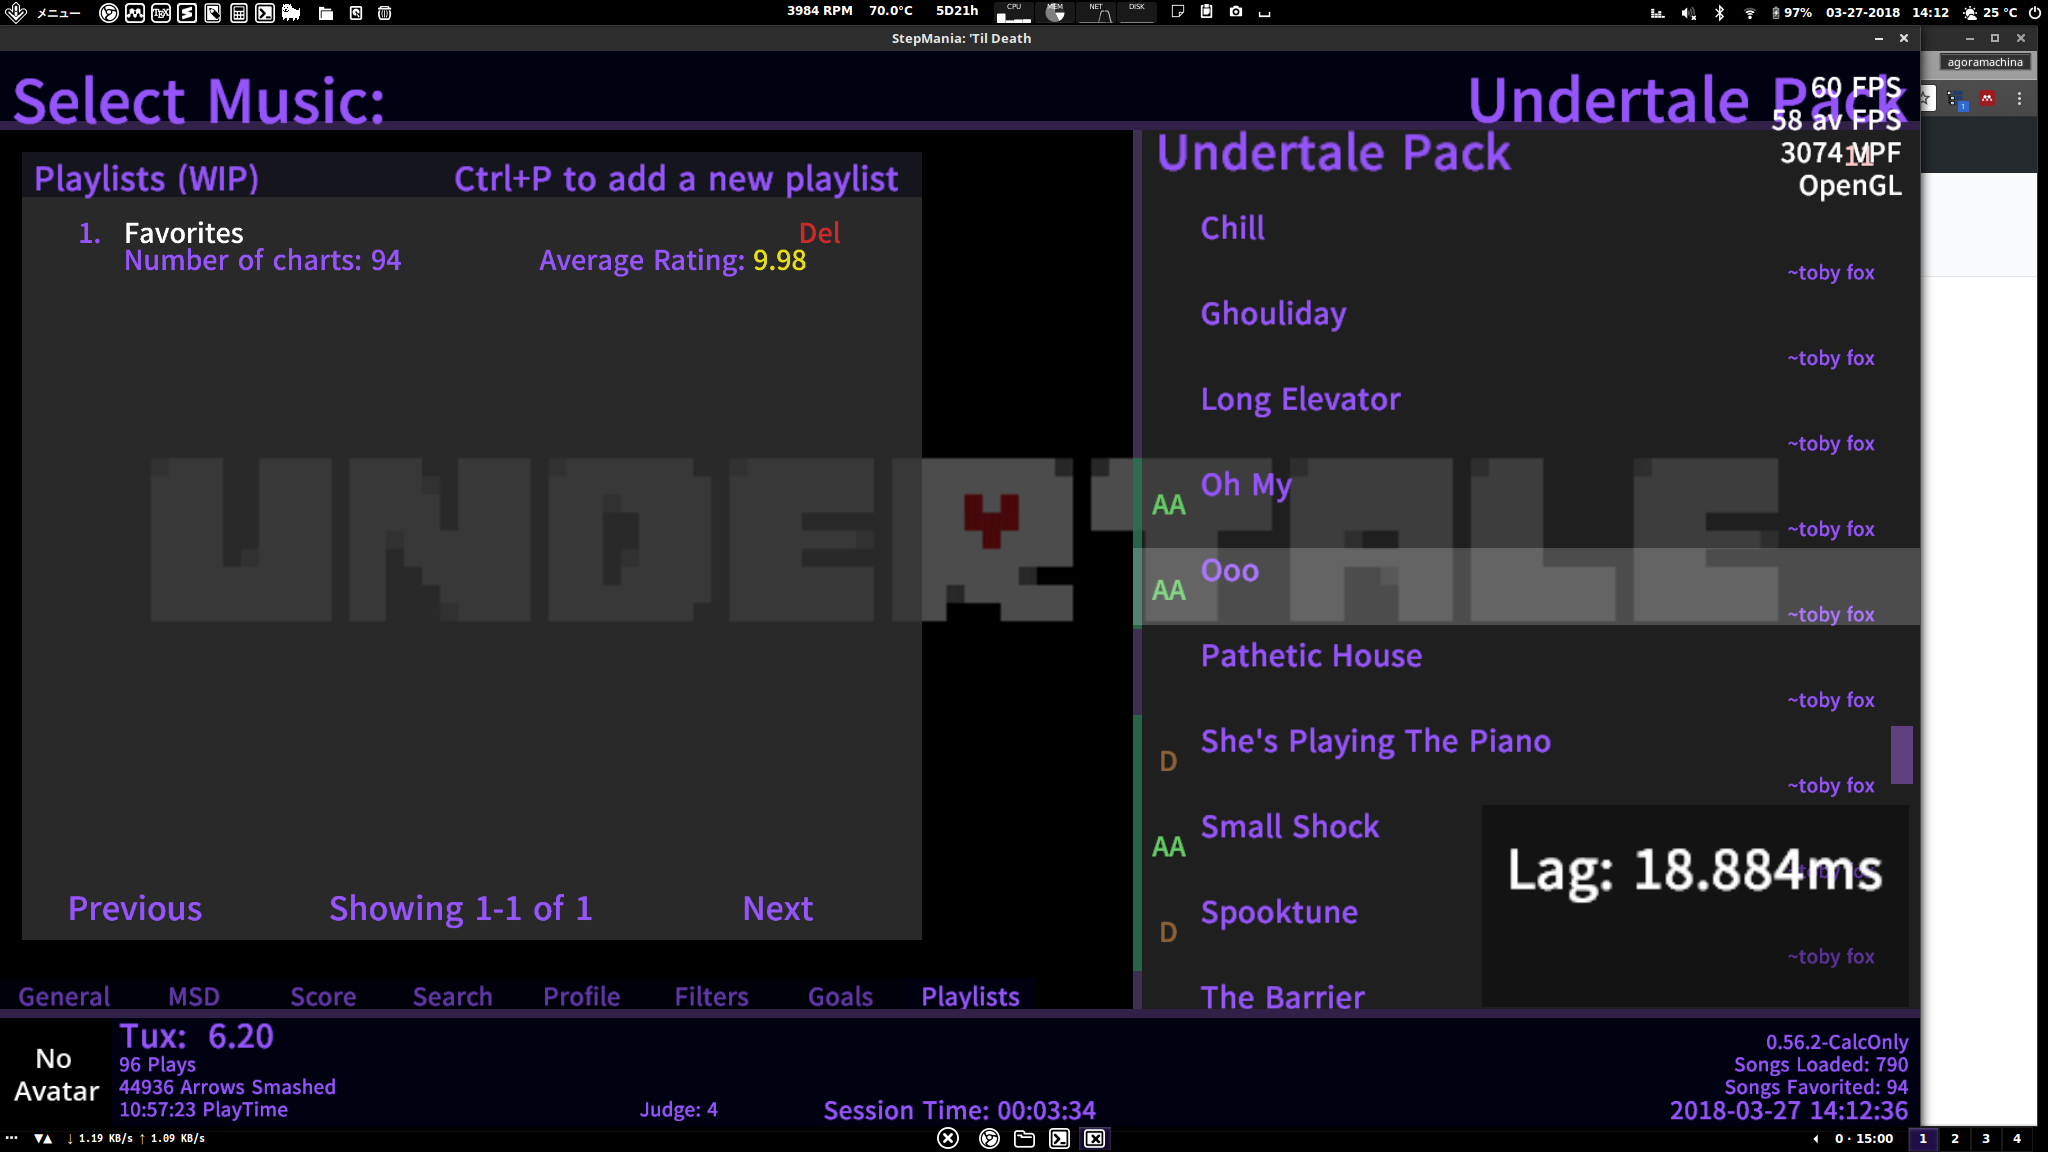 メニュー
3984 RPM 70.0°C 5D21h CPU MEM NET DISK 97% 03-27-2018 14:12 25 °C
StepMania: 'Til Death
agoramachina
Select Music:
Undertale Pack
60 FPS
58 av FPS
3074 VPF
OpenGL
Playlists (WIP) Ctrl+P to add a new playlist
1. Favorites Del
Number of charts: 94 Average Rating: 9.98
Undertale Pack 11
Chill
~toby fox
Ghouliday
~toby fox
Long Elevator
~toby fox
AA Oh My
~toby fox
AA Ooo
~toby fox
Pathetic House
~toby fox
D She's Playing The Piano
~toby fox
AA Small Shock
~toby fox
D Spooktune
~toby fox
The Barrier
UNDERTALE
Lag: 18.884ms
Previous Showing 1-1 of 1 Next
General MSD Score Search Profile Filters Goals Playlists
No Avatar
Tux: 6.20
96 Plays
44936 Arrows Smashed
10:57:23 PlayTime
Judge: 4
Session Time: 00:03:34
0.56.2-CalcOnly
Songs Loaded: 790
Songs Favorited: 94
2018-03-27 14:12:36
↓ 1.19 KB/s ↑ 1.09 KB/s
0 · 15:00 1 2 3 4